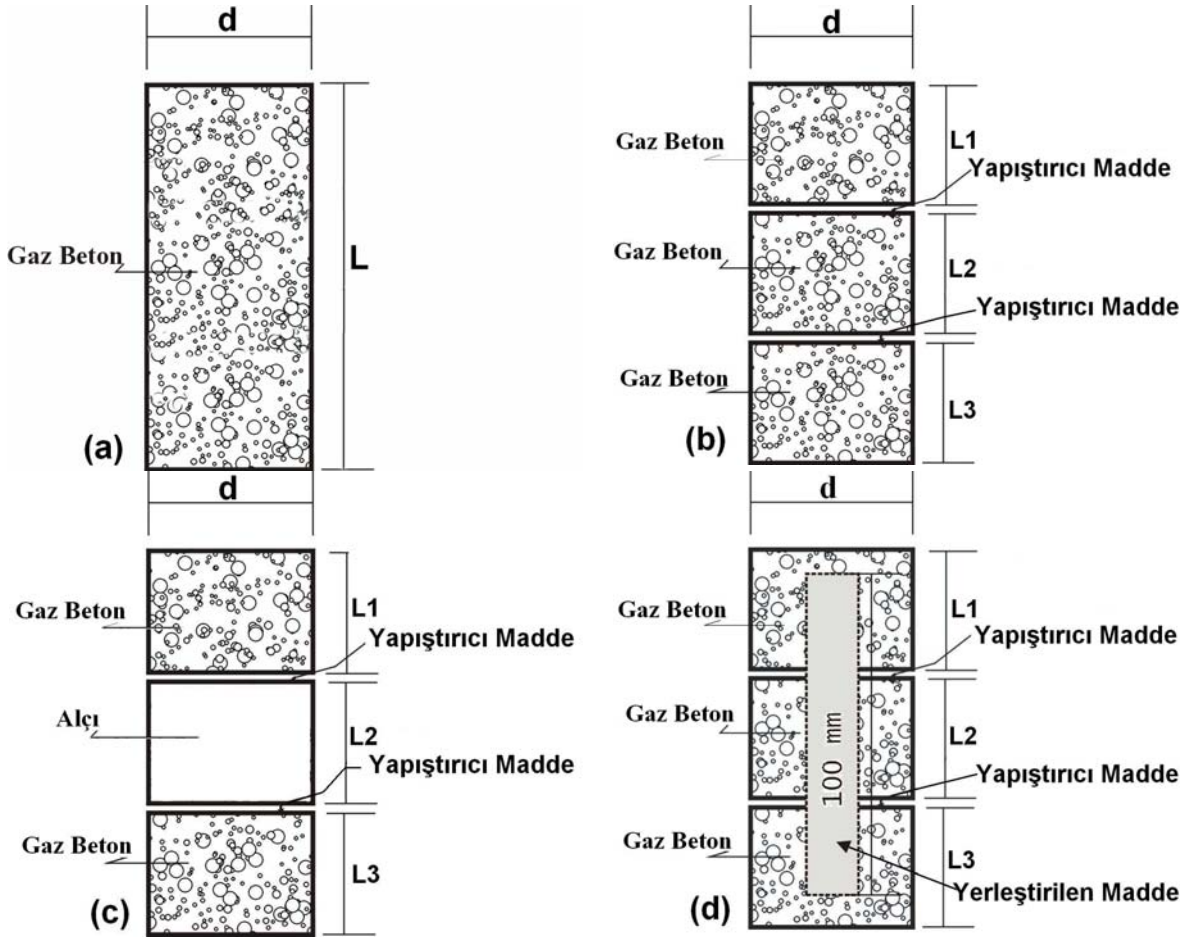 d
Gaz Beton
L
(a)
d
Gaz Beton
L1
Yapıştırıcı Madde
Gaz Beton
L2
Yapıştırıcı Madde
Gaz Beton
L3
(b)
d
Gaz Beton
L1
Yapıştırıcı Madde
Alçı
L2
Yapıştırıcı Madde
Gaz Beton
L3
(c)
d
Gaz Beton
L1
Yapıştırıcı Madde
Gaz Beton
L2
100 mm
Yapıştırıcı Madde
Gaz Beton
L3
Yerleştirilen Madde
(d)